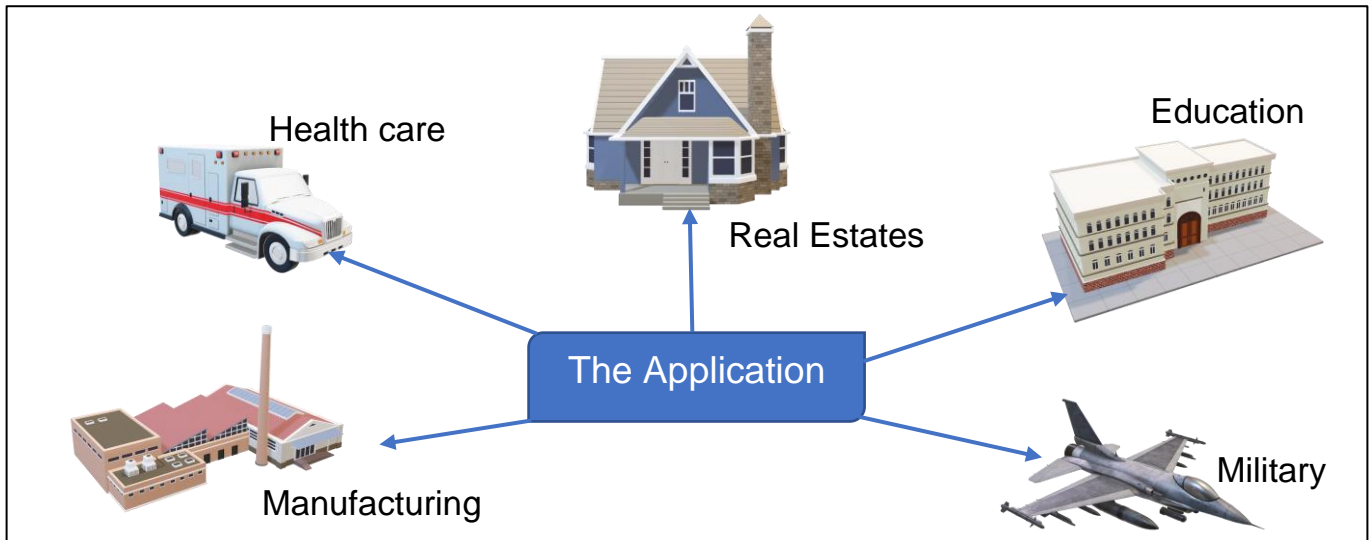 Health care
Real Estates
Education
The Application
Manufacturing
Military